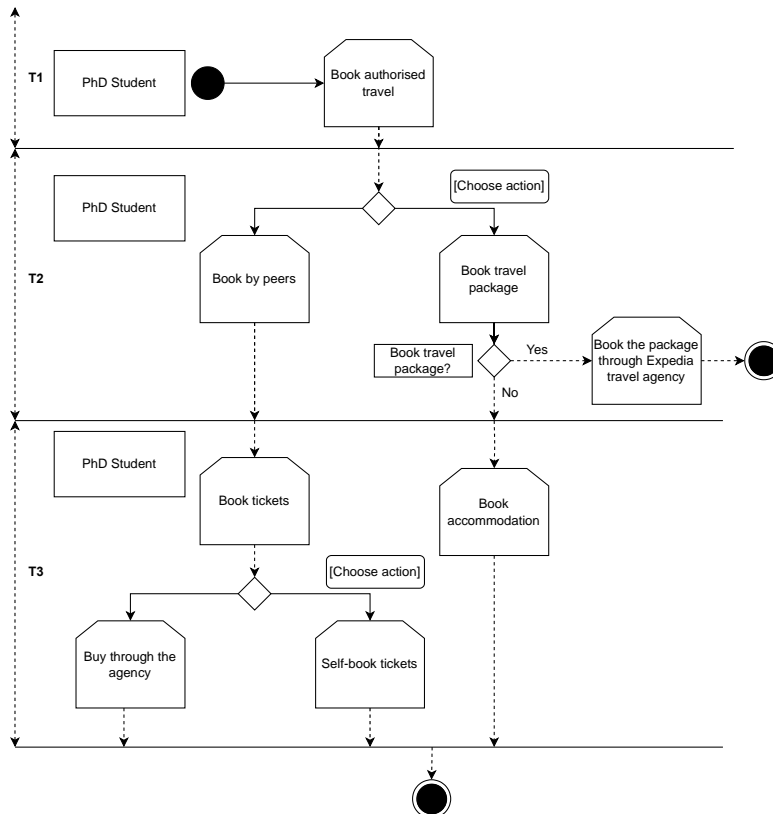 T1
PhD Student
Book authorised
travel
[Choose action]
PhD Student
T2
Book by peers
Book travel
package
Book travel
package?
Yes
Book the package
through Expedia
travel agency
No
PhD Student
Book tickets
Book
accommodation
T3
[Choose action]
Buy through the
agency
Self-book tickets